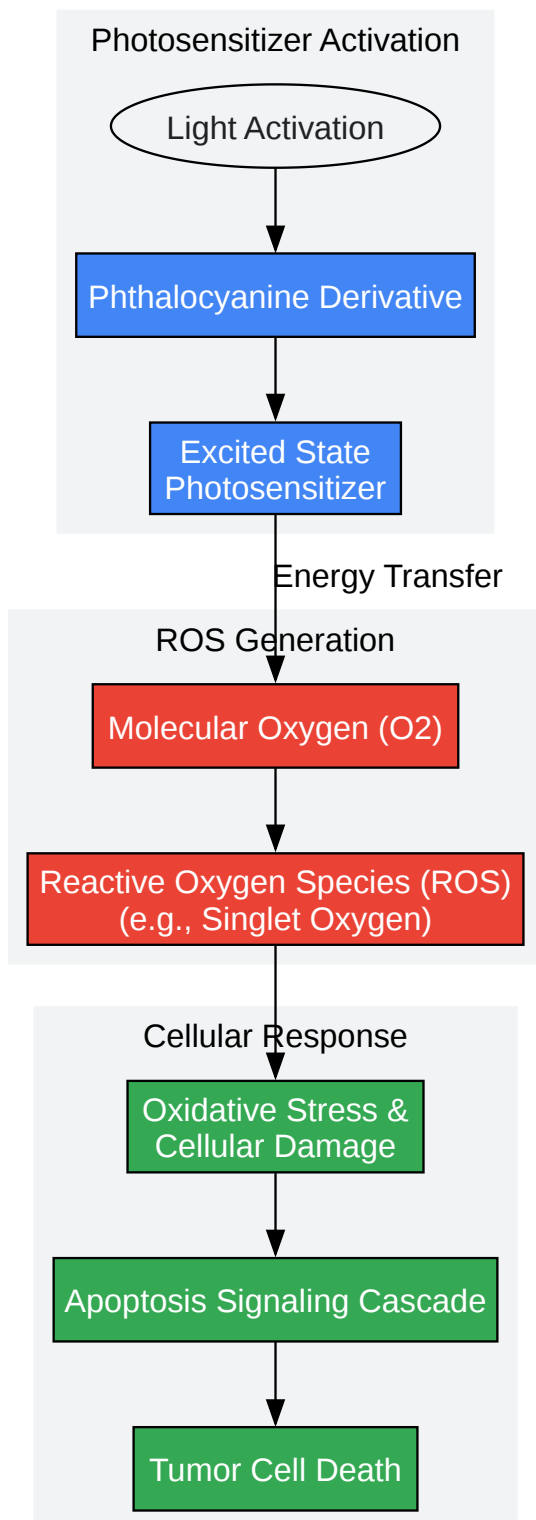 Photosensitizer Activation
Light Activation
Phthalocyanine Derivative
Excited State
Photosensitizer
Energy Transfer
ROS Generation
Molecular Oxygen (O2)
Reactive Oxygen Species (ROS)
(e.g., Singlet Oxygen)
Cellular Response
Oxidative Stress &
Cellular Damage
Apoptosis Signaling Cascade
Tumor Cell Death